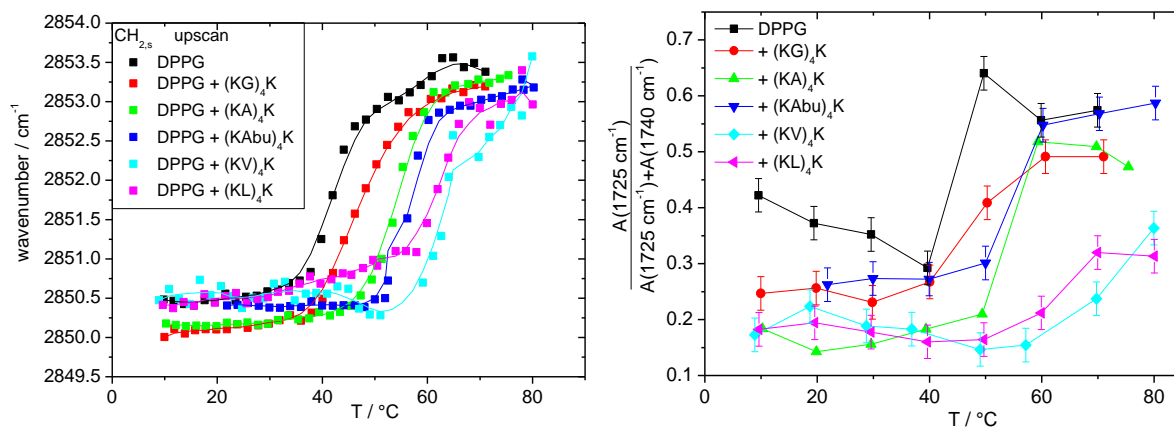 2854.0
2853.5
2853.0
2852.5
2852.0
2851.5
2851.0
2850.5
2850.0
2849.5
wavenumber / cm⁻¹
CH₂,ₛ upscan
DPPG
DPPG + (KG)₄K
DPPG + (KA)₄K
DPPG + (KAbu)₄K
DPPG + (KV)₄K
DPPG + (KL)₄K
0 20 40 60 80
T / °C
A(1725 cm⁻¹)
A(1725 cm⁻¹)+A(1740 cm⁻¹)
0.7
0.6
0.5
0.4
0.3
0.2
0.1
DPPG
+ (KG)₄K
+ (KA)₄K
+ (KAbu)₄K
+ (KV)₄K
+ (KL)₄K
0 20 40 60 80
T / °C